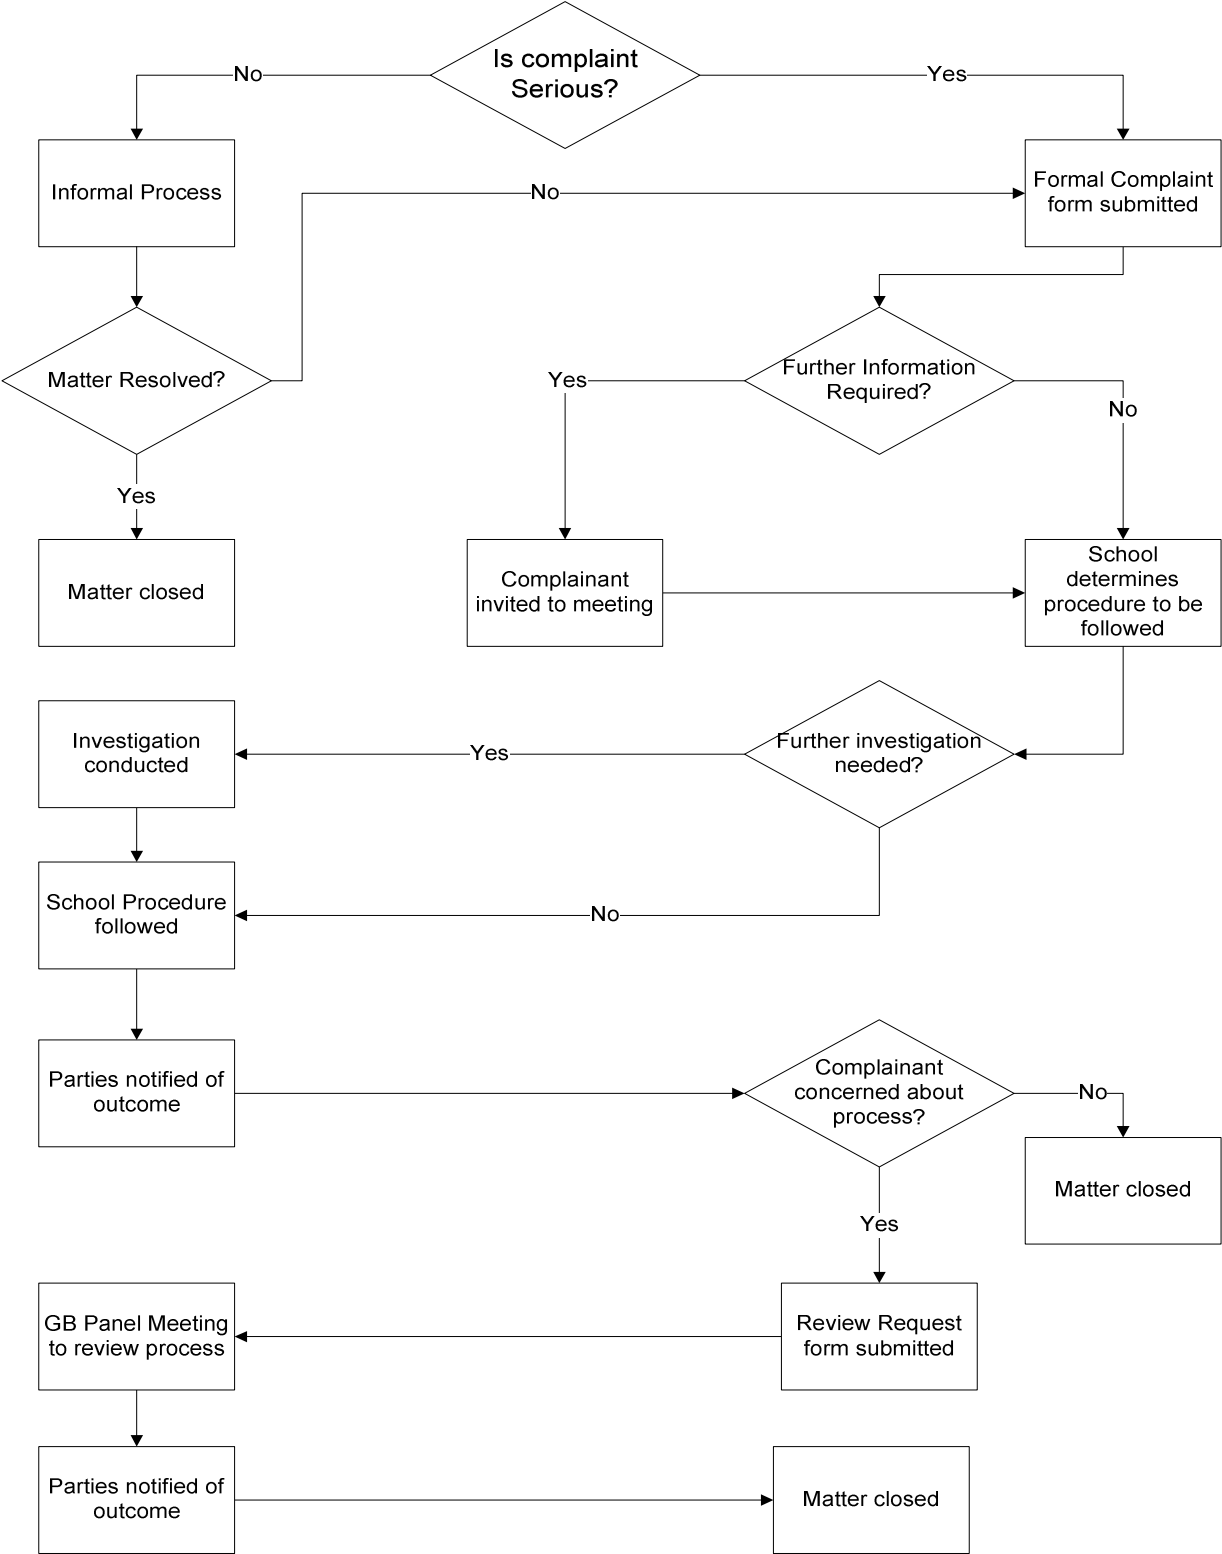 Is complaint
Serious?
No
Yes
Informal Process
No
Formal Complaint
form submitted
Matter Resolved?
Yes
Further Information
Required?
No
Yes
Matter closed
Complainant
invited to meeting
School
determines
procedure to be
followed
Investigation
conducted
Yes
Further investigation
needed?
School Procedure
followed
No
Parties notified of
outcome
Complainant
concerned about
process?
No
Matter closed
Yes
GB Panel Meeting
to review process
Review Request
form submitted
Parties notified of
outcome
Matter closed